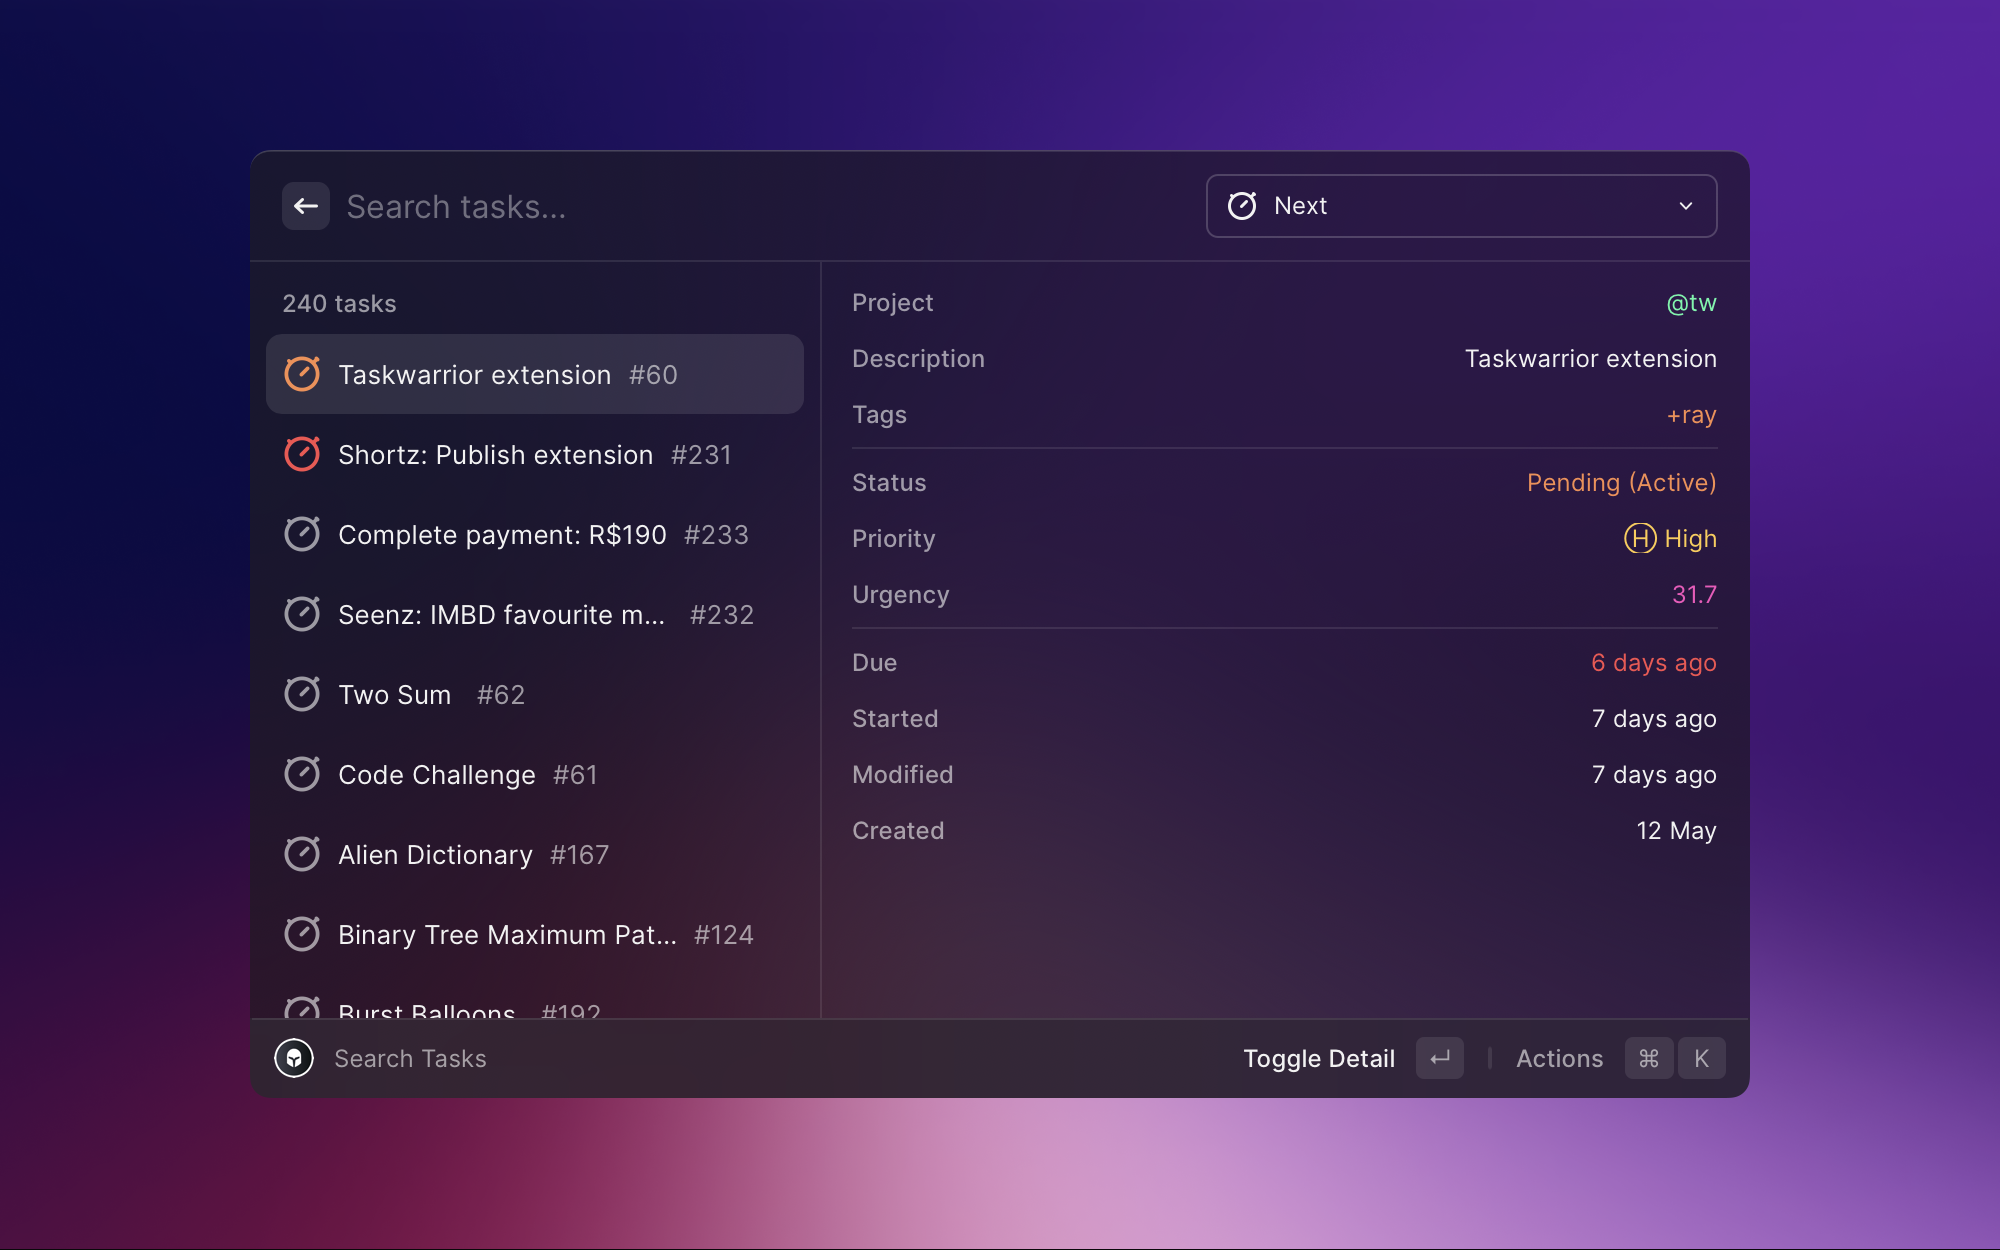 Search tasks...
Next
240 tasks
Taskwarrior extension #60
Shortz: Publish extension #231
Complete payment: R$190 #233
Seenz: IMBD favourite m... #232
Two Sum #62
Code Challenge #61
Alien Dictionary #167
Binary Tree Maximum Pat... #124
Burst Balloons #192
Project @tw
Description Taskwarrior extension
Tags +ray
Status Pending (Active)
Priority H High
Urgency 31.7
Due 6 days ago
Started 7 days ago
Modified 7 days ago
Created 12 May
Search Tasks
Toggle Detail ↵ | Actions ⌘ K